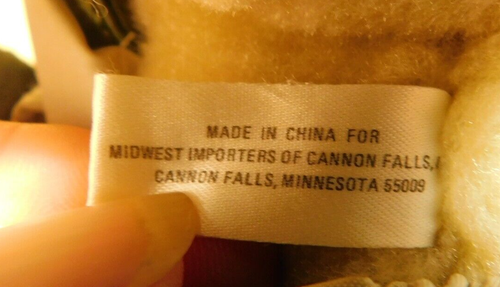 MADE IN CHINA FOR
MIDWEST IMPORTERS OF CANNON FALLS,
CANNON FALLS, MINNESOTA 55009